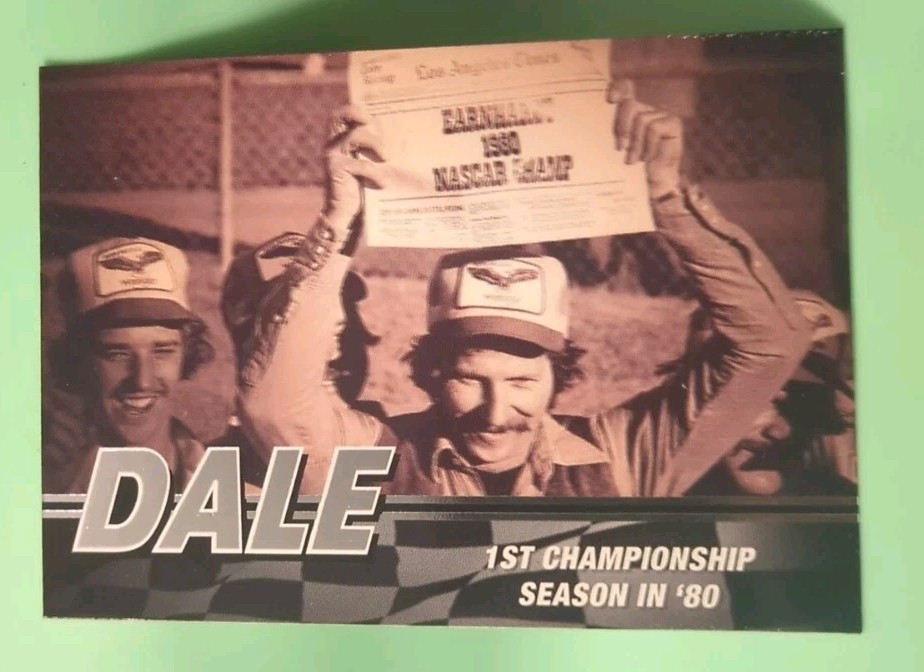 Los Angeles Times
EARNHARDT
1980
NASCAR CHAMP
DALE
1ST CHAMPIONSHIP
SEASON IN '80